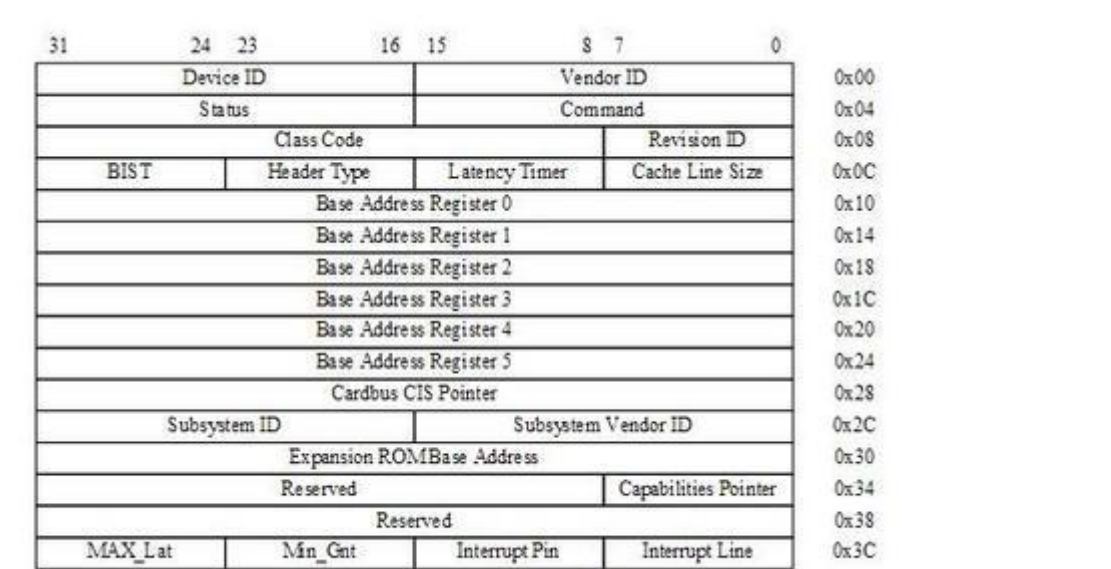 31 24 23 16 15 8 7 0
Device ID Vendor ID 0x00
Status Command 0x04
Class Code Revision ID 0x08
BIST Header Type Latency Timer Cache Line Size 0x0C
Base Address Register 0 0x10
Base Address Register 1 0x14
Base Address Register 2 0x18
Base Address Register 3 0x1C
Base Address Register 4 0x20
Base Address Register 5 0x24
Cardbus CIS Pointer 0x28
Subsystem ID Subsystem Vendor ID 0x2C
Expansion ROM Base Address 0x30
Reserved Capabilities Pointer 0x34
Reserved 0x38
MAX_Lat Min_Gnt Interrupt Pin Interrupt Line 0x3C